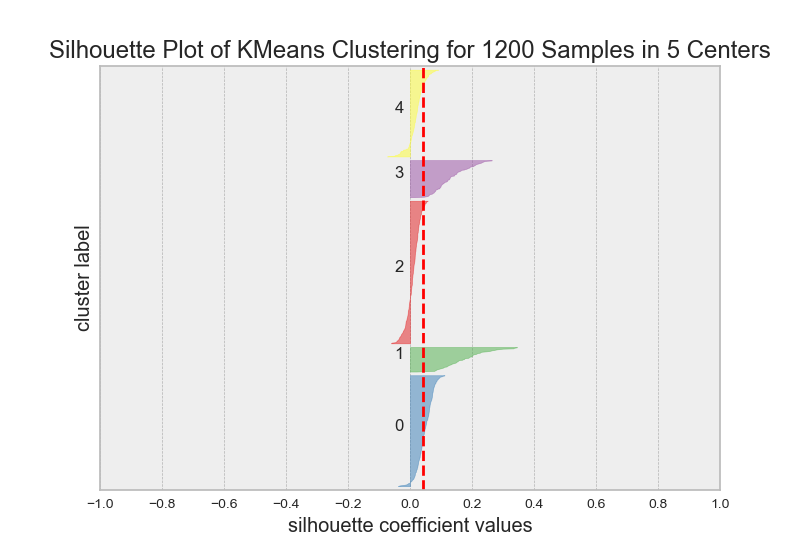 Silhouette Plot of KMeans Clustering for 1200 Samples in 5 Centers
4
3
2
1
0
cluster label
−1.0 −0.8 −0.6 −0.4 −0.2 0.0 0.2 0.4 0.6 0.8 1.0
silhouette coefficient values